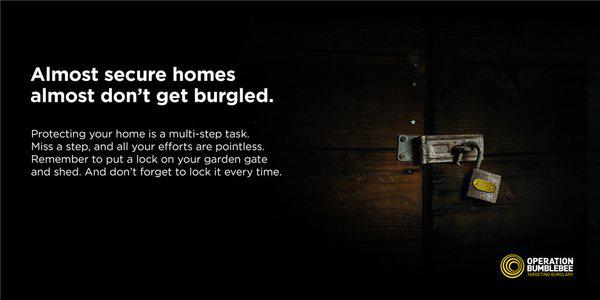 Almost secure homes
almost don't get burgled.
Protecting your home is a multi-step task.
Miss a step, and all your efforts are pointless.
Remember to put a lock on your garden gate
and shed. And don't forget to lock it every time.
OPERATION
BUMBLEBEE
TARGETING BURGLARY